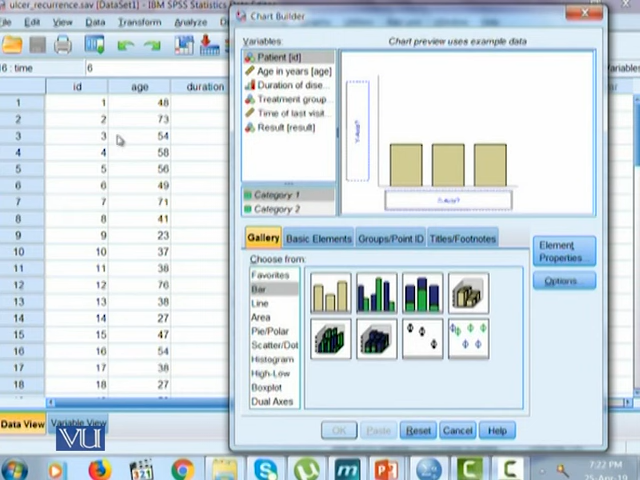 ulcer_recurrence.sav [DataSet1] - IBM SPSS Statistics Data
Edit View Data Transform Analyze
: time 6
id age duration
1 1 48
2 2 73
3 3 54
4 4 58
5 5 56
6 6 49
7 7 71
8 8 41
9 9 23
10 10 37
11 11 38
12 12 76
13 13 38
14 14 27
15 15 47
16 16 54
17 17 38
18 18 27
Data View Variable View
VU
Chart Builder
Variables:
Chart preview uses example data
Patient [id]
Age in years [age]
Duration of dise...
Treatment group...
Time of last visit...
Result [result]
Category 1
Category 2
Gallery Basic Elements Groups/Point ID Titles/Footnotes
Choose from:
Favorites
Bar
Line
Area
Pie/Polar
Scatter/Dot
Histogram
High-Low
Boxplot
Dual Axes
Element Properties...
Options...
OK Paste Reset Cancel Help
7:22 PM
25-Apr-19